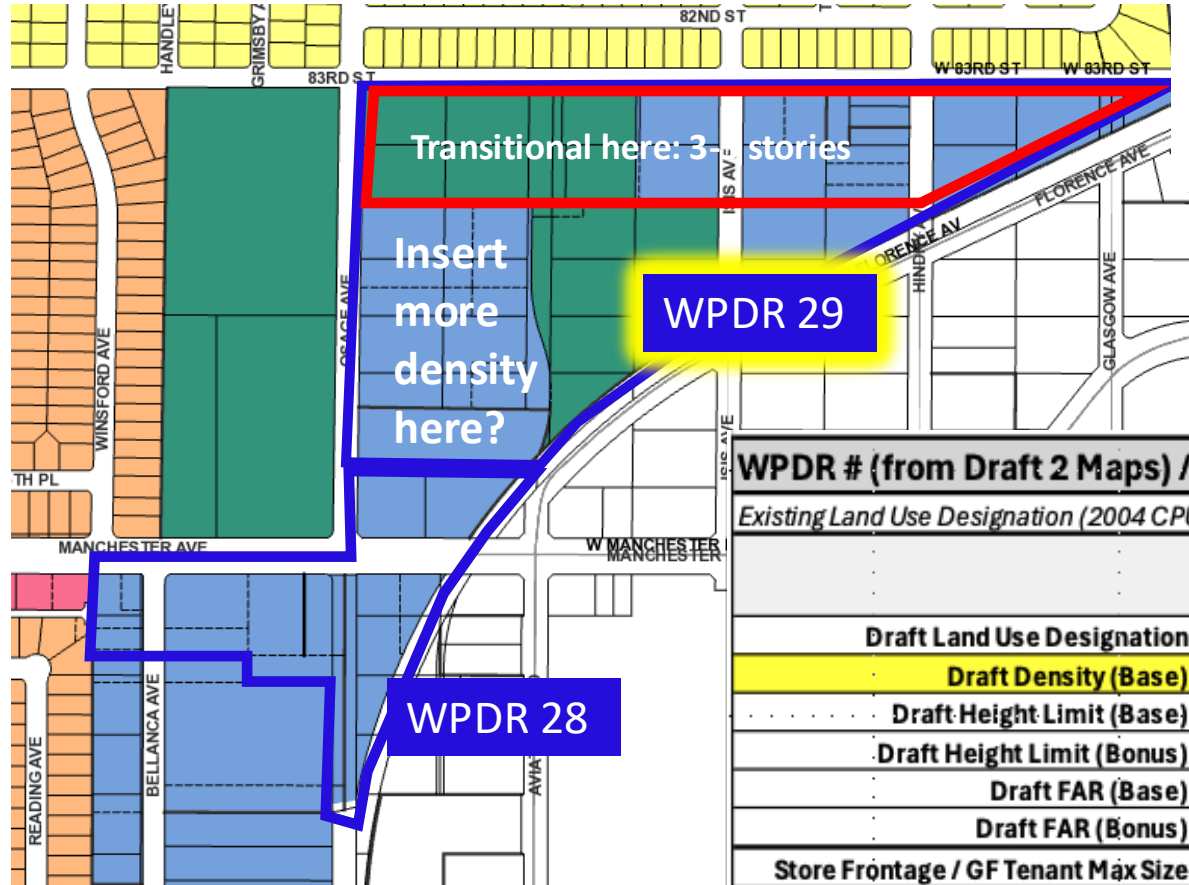 82ND ST
HANDLEY
GRIMSBY A
83RD ST
W 83RD ST
W 83RD ST
Transitional here: 3- stories
ISIS AVE
FLORENCE AVE
FLORENCE AV
Insert
more
density
here?
WPDR 29
OSAGE AVE
WINSFORD AVE
GLASGOW AVE
ISIS AVE
TH PL
MANCHESTER AVE
W MANCHESTER
MANCHESTER
WPDR # (from Draft 2 Maps) /
Existing Land Use Designation (2004 CPU
Draft Land Use Designation
Draft Density (Base)
Draft Height Limit (Base)
Draft Height Limit (Bonus)
Draft FAR (Base)
Draft FAR (Bonus)
Store Frontage / GF Tenant Max Size
WPDR 28
BELLANCA AVE
READING AVE
AVIA